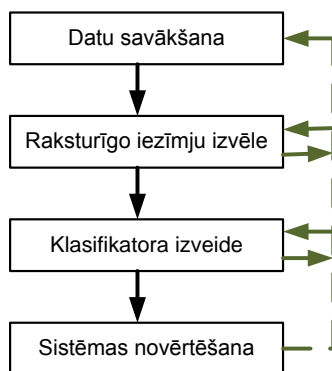 Datu savākšana
Raksturīgo iezīmju izvēle
Klasifikatora izveide
Sistēmas novērtēšana